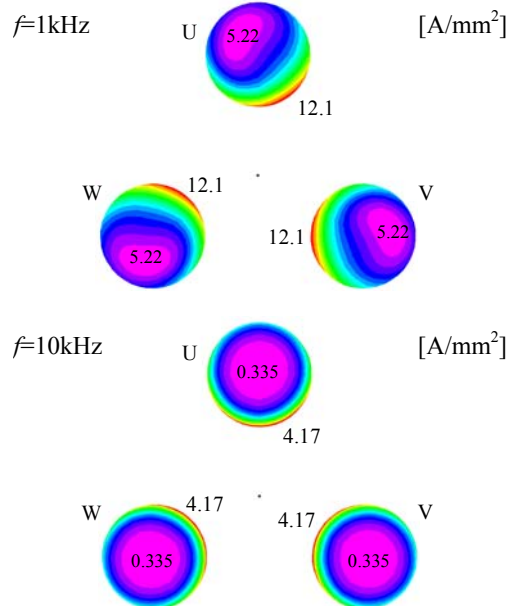 f=1kHz U [A/mm²]
5.22
12.1
W 12.1 V
12.1 5.22
5.22
f=10kHz U [A/mm²]
0.335
4.17
W 4.17 4.17 V
0.335 0.335